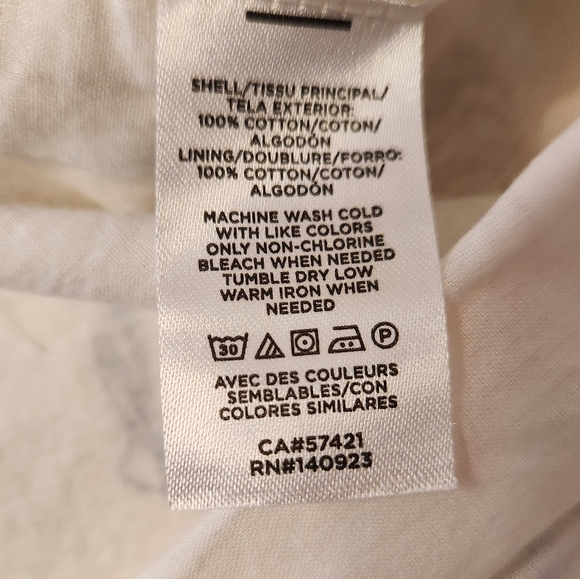 SHELL/TISSU PRINCIPAL/
TELA EXTERIOR:
100% COTTON/COTON/
ALGODÓN
LINING/DOUBLURE/FORRO:
100% COTTON/COTON/
ALGODÓN
MACHINE WASH COLD
WITH LIKE COLORS
ONLY NON-CHLORINE
BLEACH WHEN NEEDED
TUMBLE DRY LOW
WARM IRON WHEN
NEEDED
30 P
AVEC DES COULEURS
SEMBLABLES/CON
COLORES SIMILARES
CA#57421
RN#140923